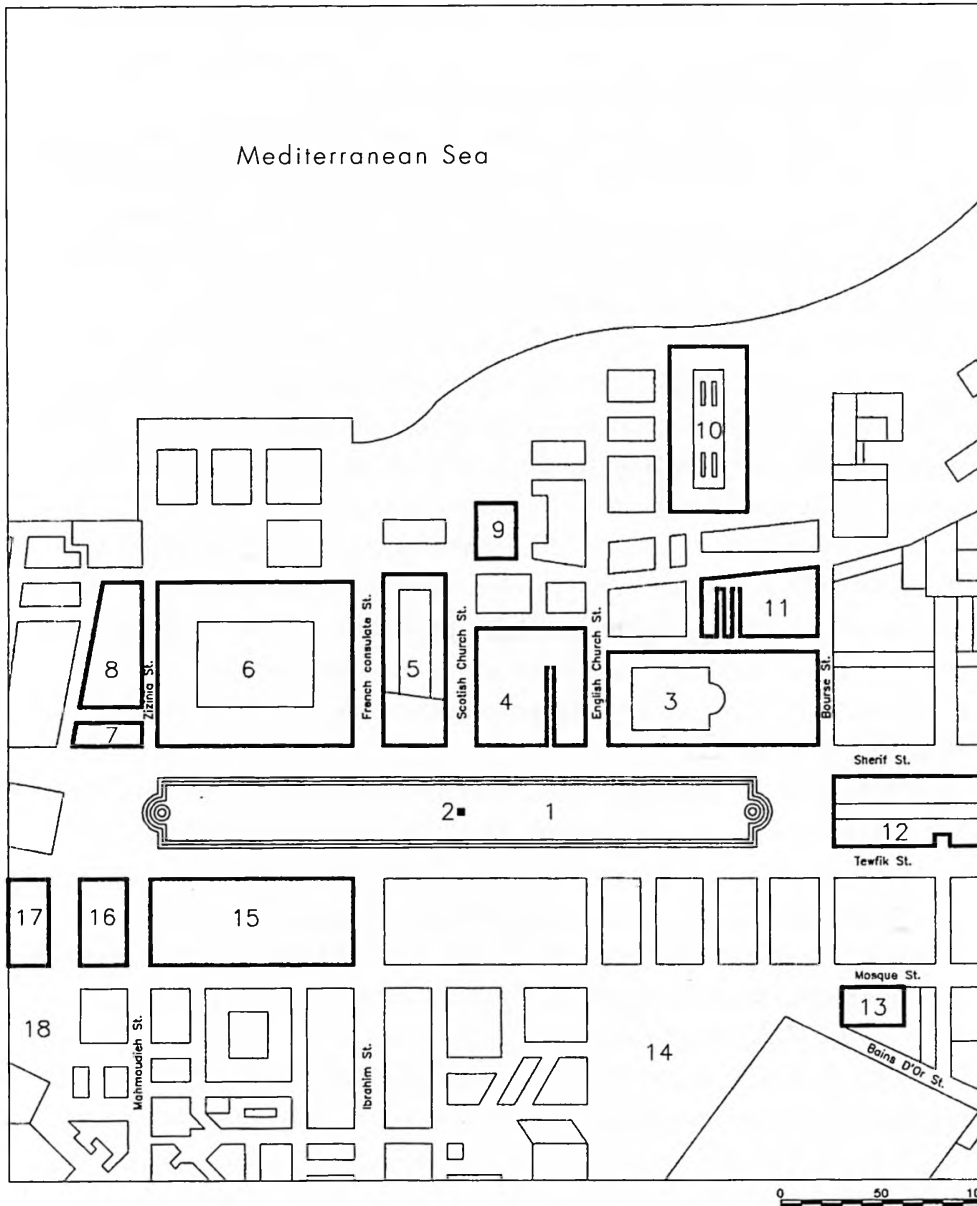 Mediterranean Sea
10
9
11
8
Zizinia St.
6
French consulate St.
5
Scotish Church St.
4
English Church St.
3
Bourse St.
7
Sherif St.
2
1
12
Tewfik St.
17
16
15
Mosque St.
13
18
Mahmoudieh St.
Ibrahim St.
14
Bains D'Or St.
0 50 10